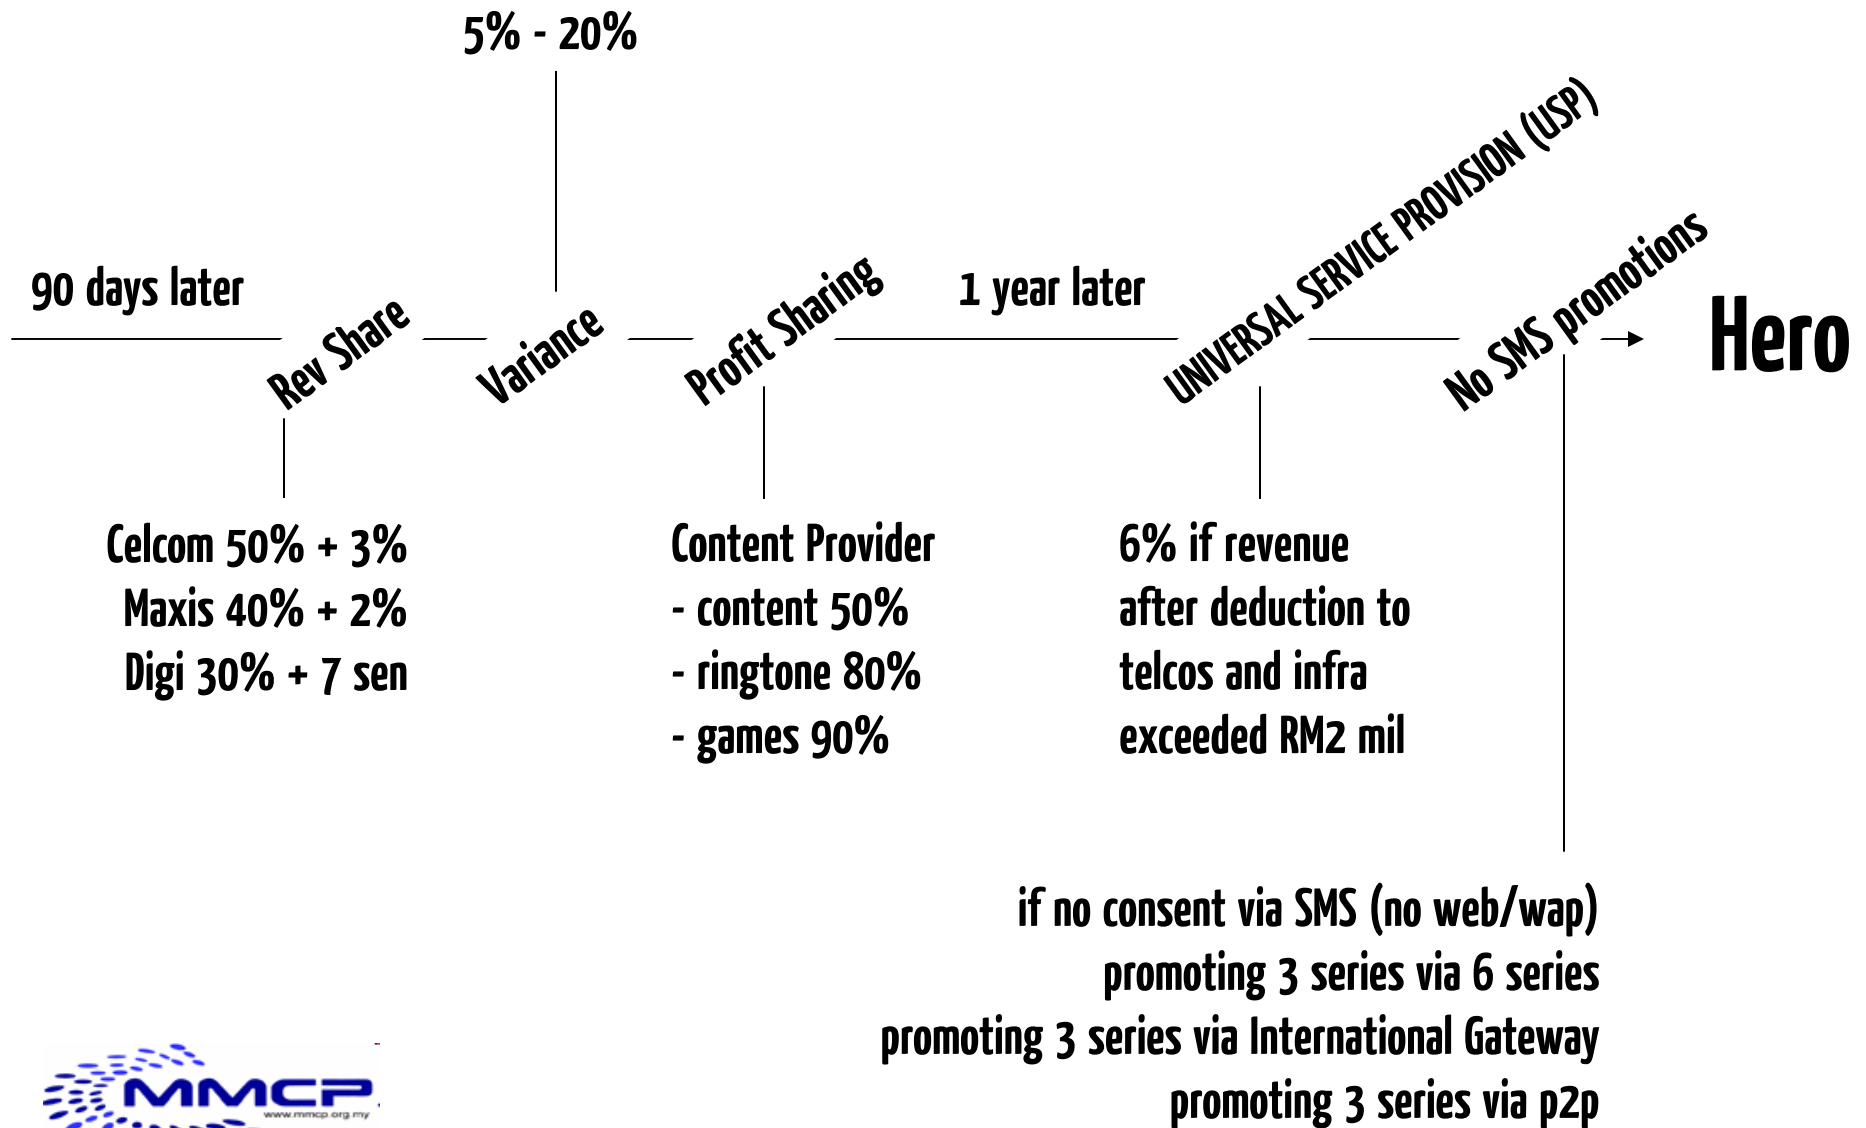 5% - 20%
90 days later
Rev Share
Variance
Profit Sharing
1 year later
UNIVERSAL SERVICE PROVISION (USP)
No SMS promotions
Hero
Celcom 50% + 3%
Maxis 40% + 2%
Digi 30% + 7 sen
Content Provider
- content 50%
- ringtone 80%
- games 90%
6% if revenue
after deduction to
telcos and infra
exceeded RM2 mil
if no consent via SMS (no web/wap)
promoting 3 series via 6 series
promoting 3 series via International Gateway
promoting 3 series via p2p
MMCP
www.mmcp.org.my